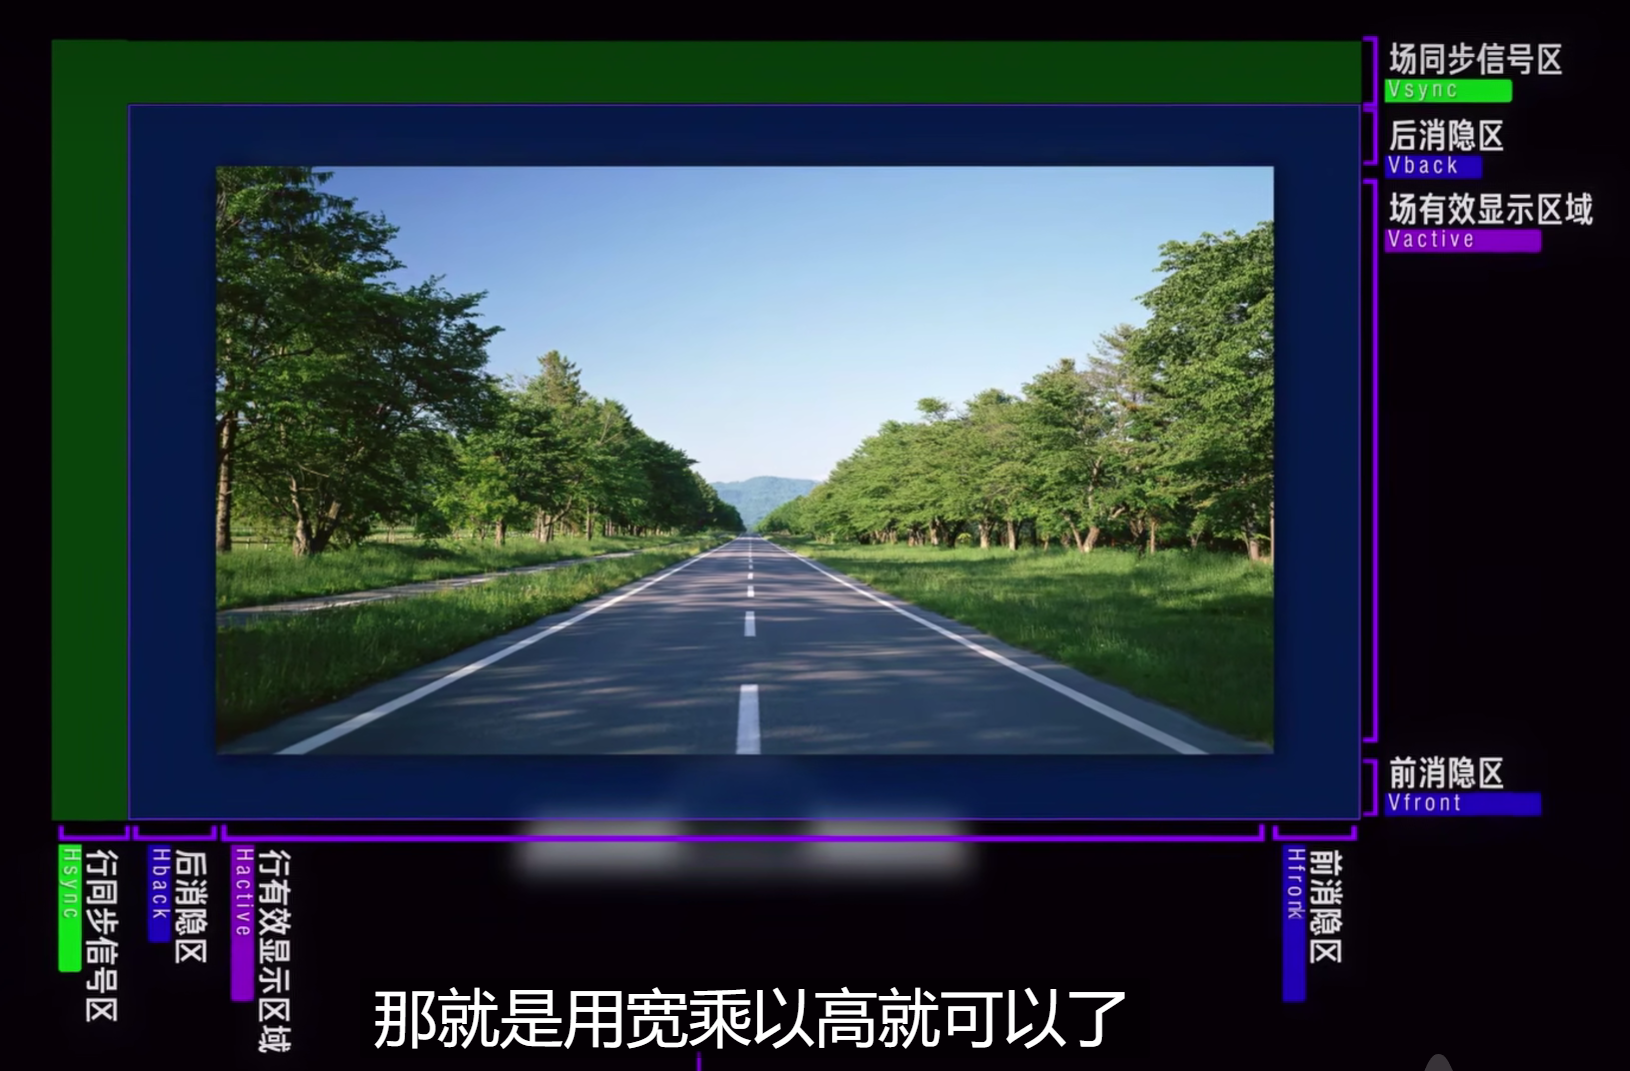 场同步信号区
Vsync
后消隐区
Vback
场有效显示区域
Vactive
前消隐区
Vfront
行同步信号区
Hsync
后消隐区
Hback
行有效显示区域
Hactive
前消隐区
Hfront
那就是用宽乘以高就可以了